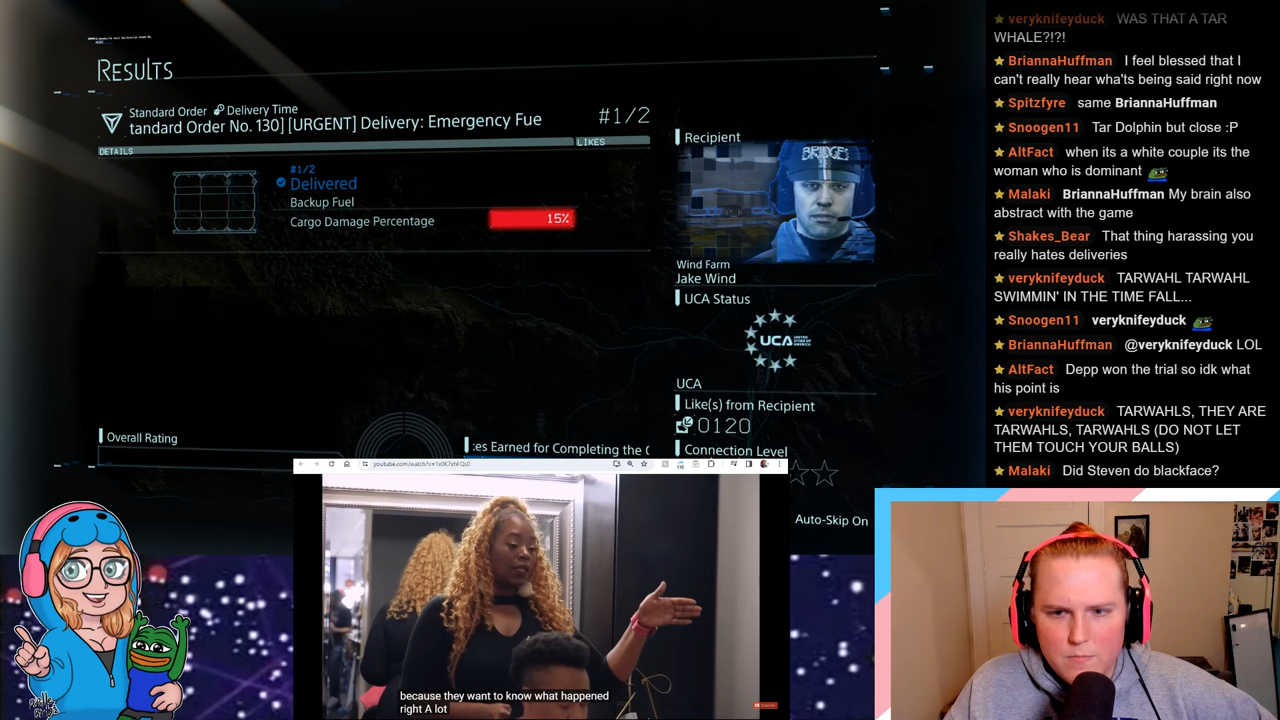 RESULTS
Standard Order Delivery Time
tandard Order No. 130] [URGENT] Delivery: Emergency Fue
#1/2
DETAILS
LIKES
#1/2
Delivered
Backup Fuel
Cargo Damage Percentage
15%
Overall Rating
:es Earned for Completing the C
Recipient
BRIDGES
Wind Farm
Jake Wind
UCA Status
UCA UNITED CITIES OF AMERICA
UCA
Like(s) from Recipient
0120
Connection Level
Auto-Skip On
because they want to know what happened
right A lot
veryknifeyduck WAS THAT A TAR
WHALE?!?!
BriannaHuffman I feel blessed that I
can't really hear wha'ts being said right now
Spitzfyre same BriannaHuffman
Snoogen11 Tar Dolphin but close :P
AltFact when its a white couple its the
woman who is dominant
Malaki BriannaHuffman My brain also
abstract with the game
Shakes_Bear That thing harassing you
really hates deliveries
veryknifeyduck TARWAHL TARWAHL
SWIMMIN' IN THE TIME FALL...
Snoogen11 veryknifeyduck
BriannaHuffman @veryknifeyduck LOL
AltFact Depp won the trial so idk what
his point is
veryknifeyduck TARWAHLS, THEY ARE
TARWAHLS, TARWAHLS (DO NOT LET
THEM TOUCH YOUR BALLS)
Malaki Did Steven do blackface?